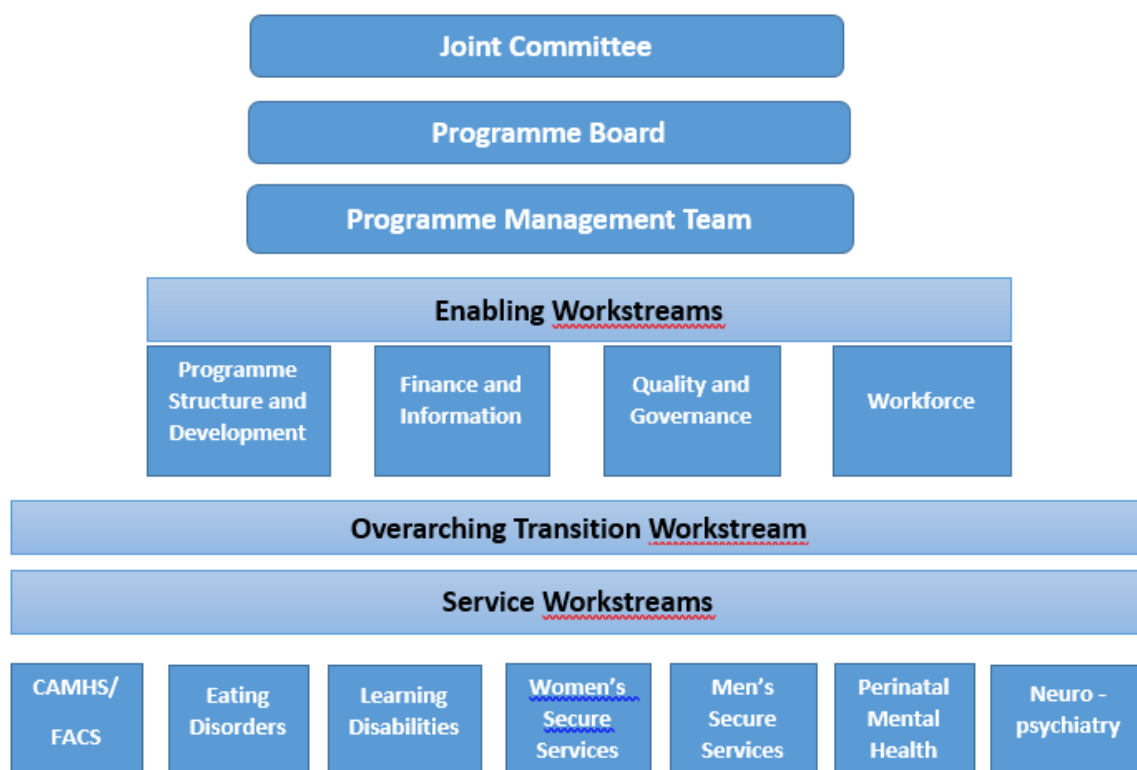 Joint Committee
Programme Board
Programme Management Team
Enabling Workstreams
Programme
Structure and
Development
Finance and
Information
Quality and
Governance
Workforce
Overarching Transition Workstream
Service Workstreams
CAMHS/
FACS
Eating
Disorders
Learning
Disabilities
Women's
Secure
Services
Men's
Secure
Services
Perinatal
Mental
Health
Neuro -
psychiatry